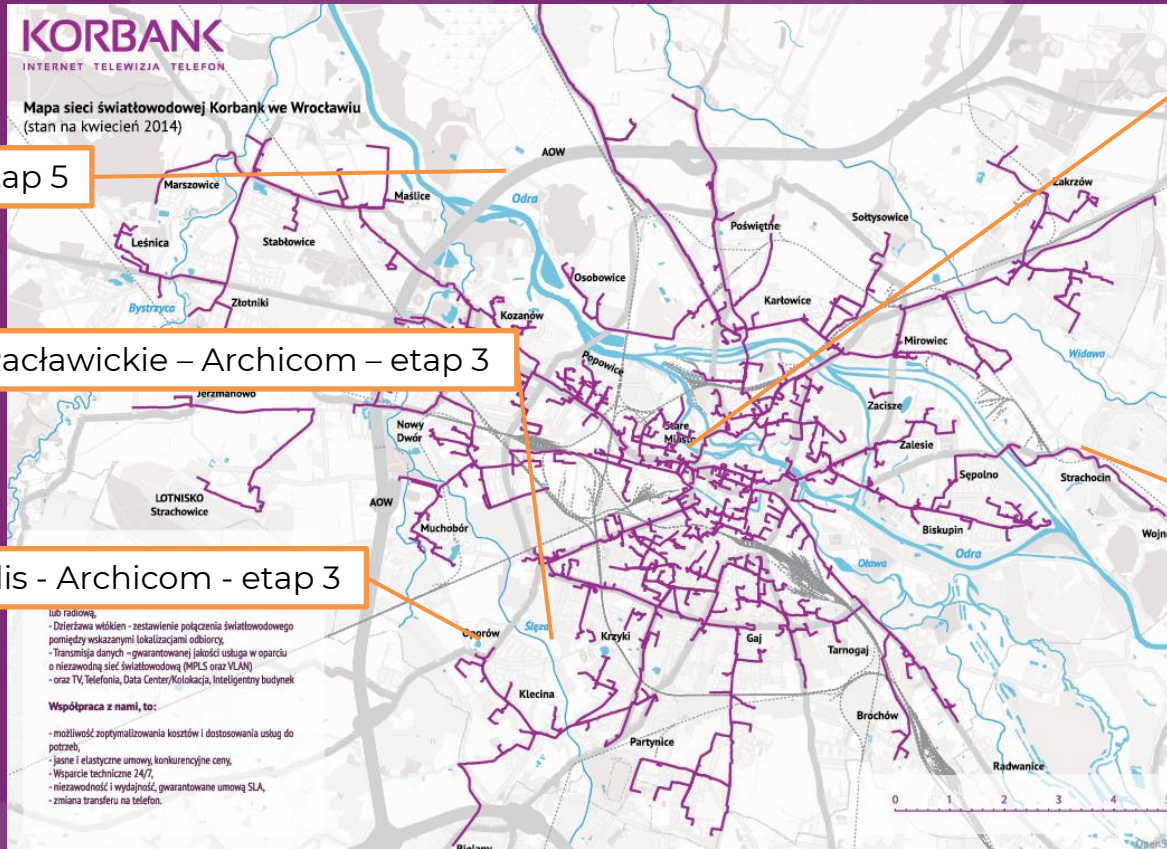 KORBANK
INTERNET TELEWIZJA TELEFON
Mapa sieci światłowodowej Korbank we Wrocławiu
(stan na kwiecień 2014)
AOW
ap 5
Marszowice
Maślice
Odra
Zakrzów
Poświętne
Sołtysowice
Leśnica
Stabłowice
Osobowice
Bystrzyca
Złotniki
Karłowice
Kozanów
Mirowiec
Widawa
acławickie – Archicom – etap 3
Popowice
Jerzmanowo
Zacisze
Nowy
Dwór
Stare
Miasto
Zalesie
Sępolno
Strachocin
LOTNISKO
Strachowice
AOW
Muchobór
Biskupin
Odra
Oława
lis - Archicom - etap 3
lub radiową,
- Dzierżawa włókien - zestawienie połączenia światłowodowego
pomiędzy wskazanymi lokalizacjami odbiorcy,
- Transmisja danych –gwarantowanej jakości usługa w oparciu
o niezawodną sieć światłowodową (MPLS oraz VLAN)
- oraz TV, Telefonia, Data Center/Kolokacja, Inteligentny budynek
Współpraca z nami, to:
- możliwość zoptymalizowania kosztów i dostosowania usług do
potrzeb,
- jasne i elastyczne umowy, konkurencyjne ceny,
- Wsparcie techniczne 24/7,
- niezawodność i wydajność, gwarantowane umową SLA,
- zmiana transferu na telefon.
Oporów
Ślęza
Krzyki
Gaj
Tarnogaj
Klecina
Brochów
Partynice
Radwanice
0 1 2 3 4 5
Bielany